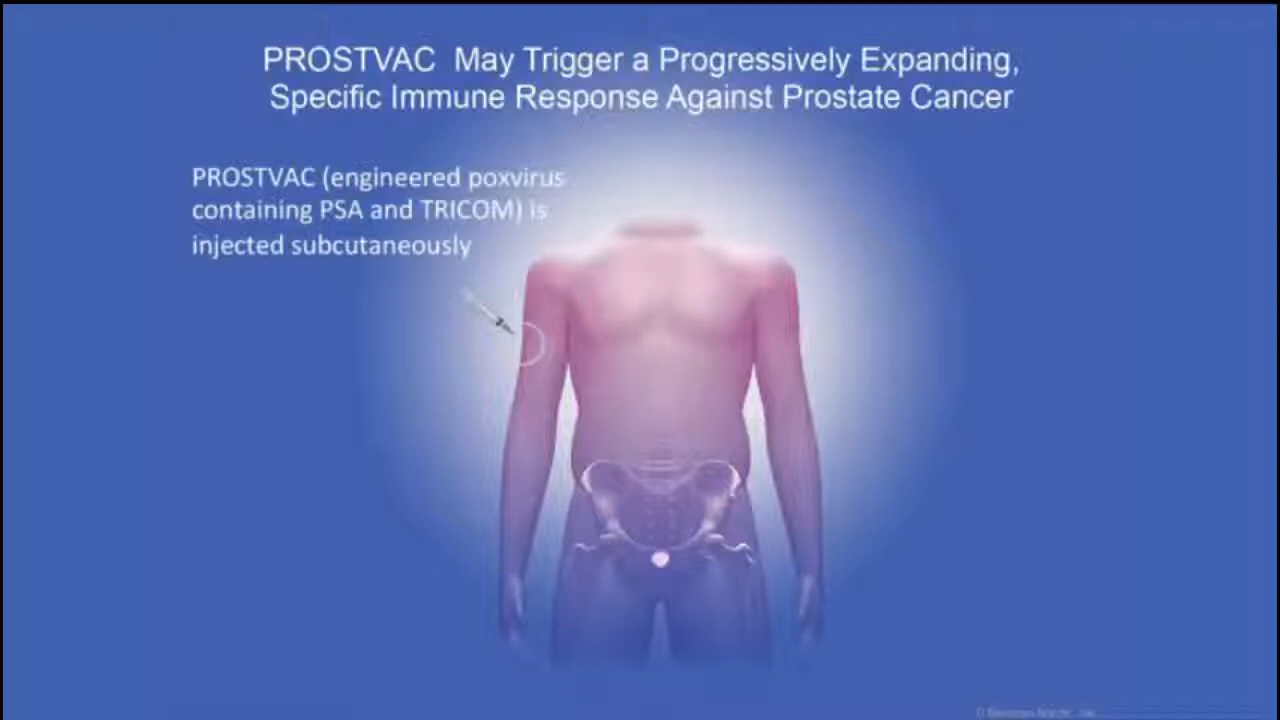 PROSTVAC May Trigger a Progressively Expanding,
Specific Immune Response Against Prostate Cancer
PROSTVAC (engineered poxvirus
containing PSA and TRICOM) is
injected subcutaneously